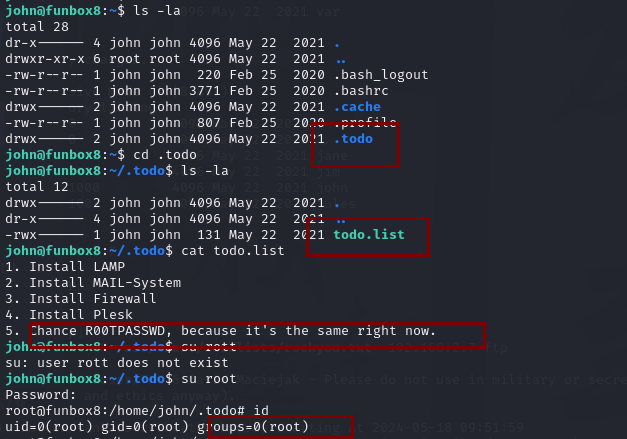 john@funbox8:~$ ls -la
total 28
dr-x------ 4 john john 4096 May 22  2021 .
drwxr-xr-x 6 root root 4096 May 22  2021 ..
-rw-r--r-- 1 john john  220 Feb 25  2020 .bash_logout
-rw-r--r-- 1 john john 3771 Feb 25  2020 .bashrc
drwx------ 2 john john 4096 May 22  2021 .cache
-rw-r--r-- 1 john john  807 Feb 25  2020 .profile
drwx------ 2 john john 4096 May 22  2021 .todo
john@funbox8:~$ cd .todo
john@funbox8:~/.todo$ ls -la
total 12
drwx------ 2 john john 4096 May 22  2021 .
dr-x------ 4 john john 4096 May 22  2021 ..
-rwx------ 1 john john  131 May 22  2021 todo.list
john@funbox8:~/.todo$ cat todo.list
1. Install LAMP
2. Install MAIL-System
3. Install Firewall
4. Install Plesk
5. Chance R00TPASSWD, because it's the same right now.
john@funbox8:~/.todo$ su rott
su: user rott does not exist
john@funbox8:~/.todo$ su root
Password:
root@funbox8:/home/john/.todo# id
uid=0(root) gid=0(root) groups=0(root)